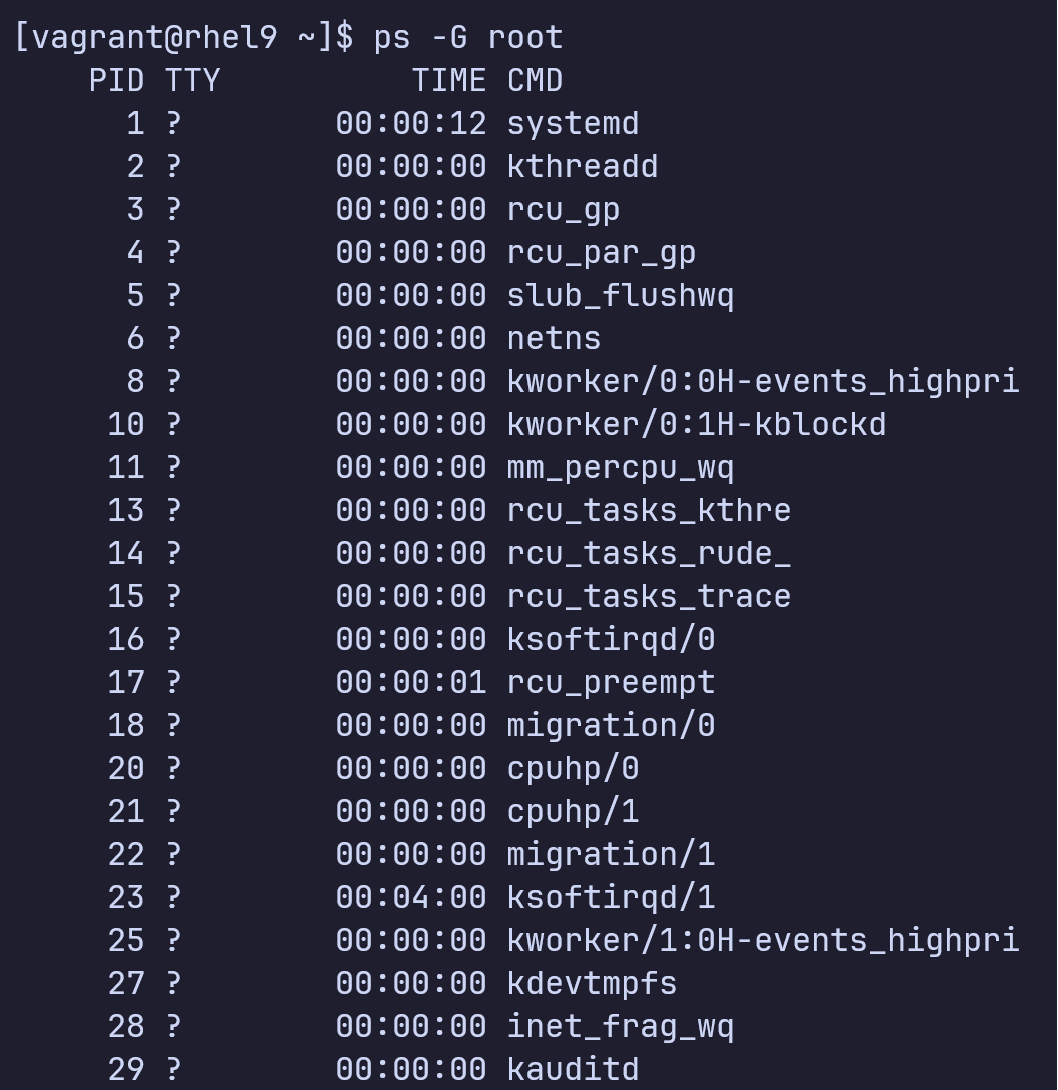 [vagrant@rhel9 ~]$ ps -G root
    PID TTY          TIME CMD
      1 ?        00:00:12 systemd
      2 ?        00:00:00 kthreadd
      3 ?        00:00:00 rcu_gp
      4 ?        00:00:00 rcu_par_gp
      5 ?        00:00:00 slub_flushwq
      6 ?        00:00:00 netns
      8 ?        00:00:00 kworker/0:0H-events_highpri
     10 ?        00:00:00 kworker/0:1H-kblockd
     11 ?        00:00:00 mm_percpu_wq
     13 ?        00:00:00 rcu_tasks_kthre
     14 ?        00:00:00 rcu_tasks_rude_
     15 ?        00:00:00 rcu_tasks_trace
     16 ?        00:00:00 ksoftirqd/0
     17 ?        00:00:01 rcu_preempt
     18 ?        00:00:00 migration/0
     20 ?        00:00:00 cpuhp/0
     21 ?        00:00:00 cpuhp/1
     22 ?        00:00:00 migration/1
     23 ?        00:04:00 ksoftirqd/1
     25 ?        00:00:00 kworker/1:0H-events_highpri
     27 ?        00:00:00 kdevtmpfs
     28 ?        00:00:00 inet_frag_wq
     29 ?        00:00:00 kauditd